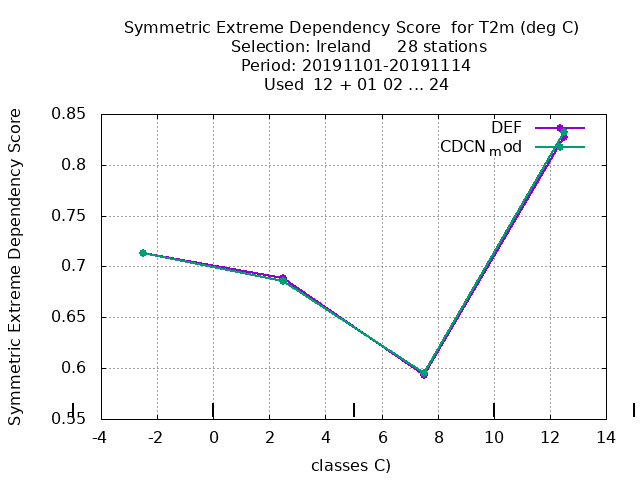 Symmetric Extreme Dependency Score  for T2m (deg C)
Selection: Ireland     28 stations
Period: 20191101-20191114
Used  12 + 01 02 ... 24
DEF
CDCNmod
Symmetric Extreme Dependency Score
0.85
0.8
0.75
0.7
0.65
0.6
0.55
-4 -2 0 2 4 6 8 10 12 14
classes C)